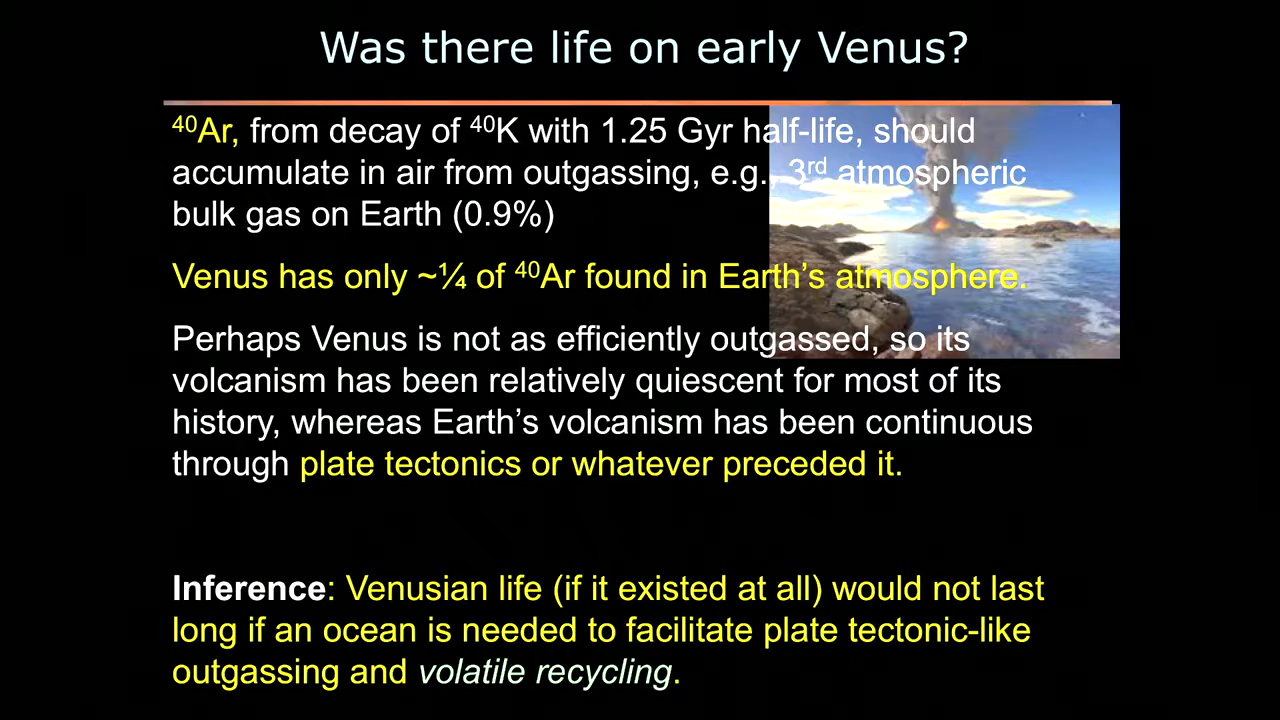 Was there life on early Venus?
⁴⁰Ar, from decay of ⁴⁰K with 1.25 Gyr half-life, should
accumulate in air from outgassing, e.g., 3ʳᵈ atmospheric
bulk gas on Earth (0.9%)
Venus has only ~¼ of ⁴⁰Ar found in Earth’s atmosphere.
Perhaps Venus is not as efficiently outgassed, so its
volcanism has been relatively quiescent for most of its
history, whereas Earth’s volcanism has been continuous
through plate tectonics or whatever preceded it.
Inference: Venusian life (if it existed at all) would not last
long if an ocean is needed to facilitate plate tectonic-like
outgassing and volatile recycling.